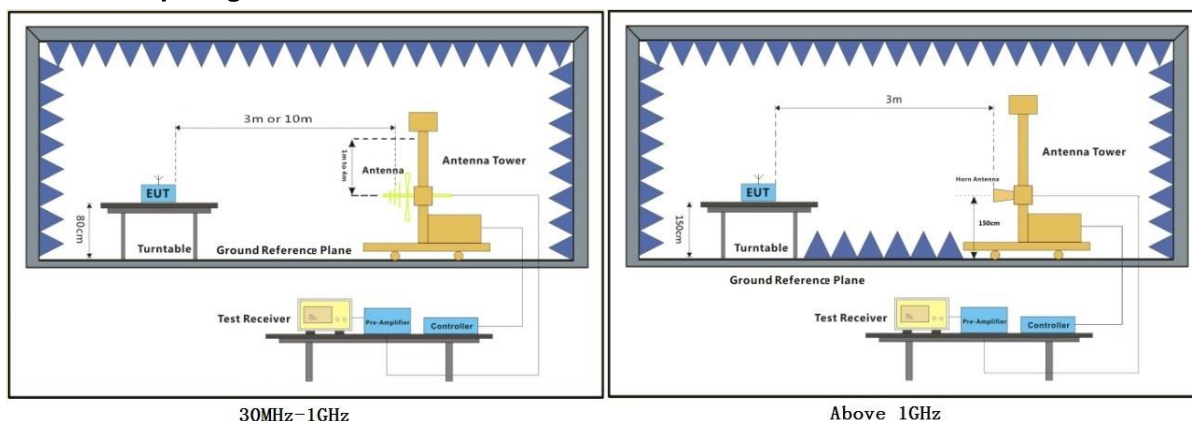 3m or 10m
1m to 4m
Antenna
Antenna Tower
EUT
80cm
Turntable
Ground Reference Plane
Test Receiver
Pre-Amplifier
Controller
30MHz-1GHz
3m
Antenna Tower
Horn Antenna
EUT
150cm
150cm
Turntable
Ground Reference Plane
Test Receiver
Pre-Amplifier
Controller
Above 1GHz